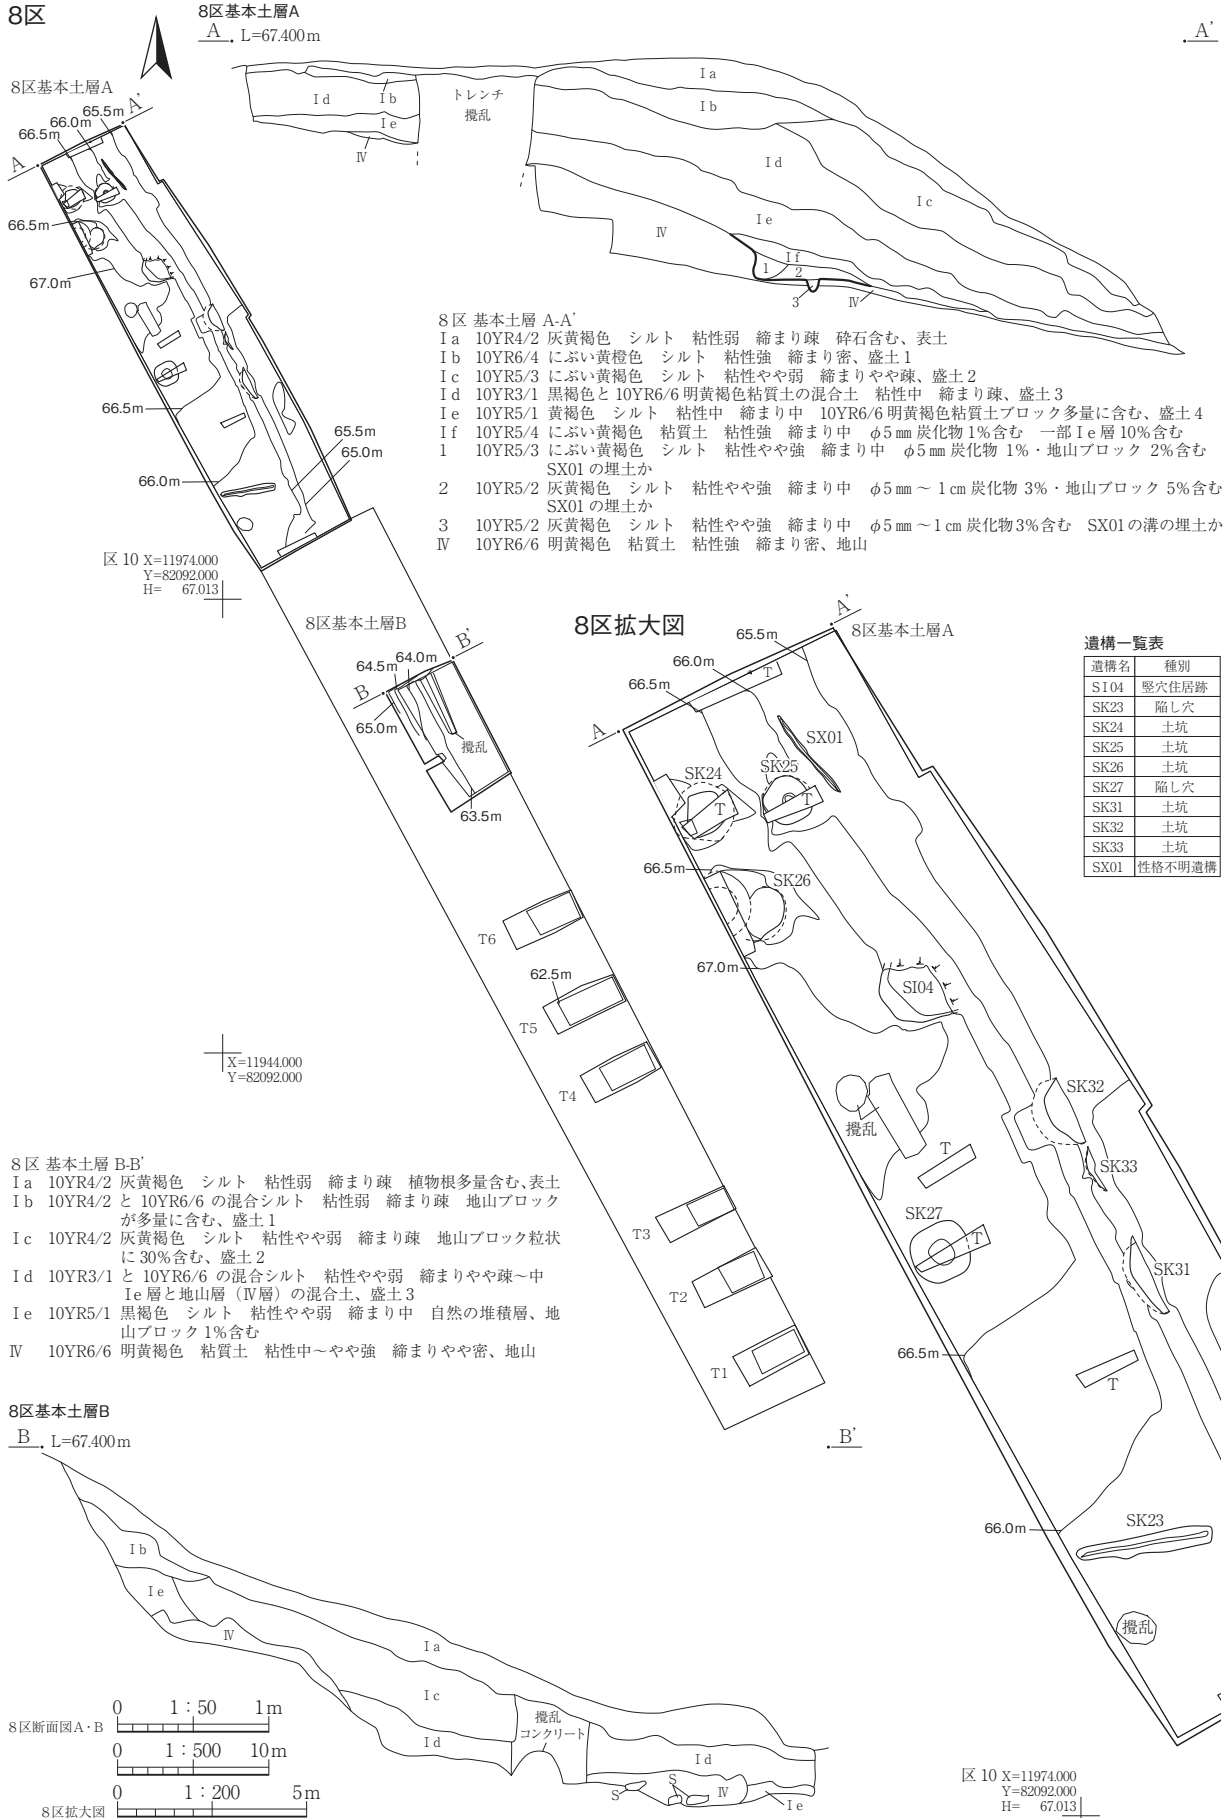 8区
8区基本土層A
A L=67.400m
A'
8区基本土層A
A'
65.5m
66.0m
66.5m
A
66.5m
67.0m
66.5m
66.0m
65.5m
65.0m
Ⅰa
Ⅰb
Ⅰd
Ⅰb
Ⅰe
Ⅳ
トレンチ
攪乱
Ⅰd
Ⅰc
Ⅰe
Ⅳ
Ⅰf
1
2
3
Ⅳ
8区 基本土層 A-A'
Ⅰa 10YR4/2 灰黄褐色 シルト 粘性弱 締まり疎 砕石含む、表土
Ⅰb 10YR6/4 にぶい黄橙色 シルト 粘性強 締まり密、盛土1
Ⅰc 10YR5/3 にぶい黄褐色 シルト 粘性やや弱 締まりやや疎、盛土2
Ⅰd 10YR3/1 黒褐色と10YR6/6 明黄褐色粘質土の混合土 粘性中 締まり疎、盛土3
Ⅰe 10YR5/1 黄褐色 シルト 粘性中 締まり中 10YR6/6 明黄褐色粘質土ブロック多量に含む、盛土4
Ⅰf 10YR5/4 にぶい黄褐色 粘質土 粘性強 締まり中 φ5㎜ 炭化物1%含む 一部Ⅰe層10%含む
1 10YR5/3 にぶい黄褐色 シルト 粘性やや強 締まり中 φ5㎜ 炭化物 1%・地山ブロック 2%含む
SX01の埋土か
2 10YR5/2 灰黄褐色 シルト 粘性やや強 締まり中 φ5㎜ ～ 1㎝ 炭化物 3%・地山ブロック 5%含む
SX01の埋土か
3 10YR5/2 灰黄褐色 シルト 粘性やや強 締まり中 φ5㎜ ～1㎝ 炭化物3%含む SX01の溝の埋土か
Ⅳ 10YR6/6 明黄褐色 粘質土 粘性強 締まり密、地山
区10 X=11974.000
Y=82092.000
H= 67.013
8区基本土層B
B'
64.0m
64.5m
B
65.0m
攪乱
63.5m
T6
62.5m
T5
T4
T3
T2
T1
X=11944.000
Y=82092.000
8区拡大図
A'
8区基本土層A
65.5m
66.0m
66.5m
A
T
SX01
SK24
SK25
T
T
66.5m
SK26
67.0m
SI04
SK32
攪乱
T
SK33
SK27
T
SK31
66.5m
T
66.0m
SK23
攪乱
遺構一覧表
遺構名 種別
SI04 竪穴住居跡
SK23 陥し穴
SK24 土坑
SK25 土坑
SK26 土坑
SK27 陥し穴
SK31 土坑
SK32 土坑
SK33 土坑
SX01 性格不明遺構
8区 基本土層 B-B'
Ⅰa 10YR4/2 灰黄褐色 シルト 粘性弱 締まり疎 植物根多量含む、表土
Ⅰb 10YR4/2 と 10YR6/6 の混合シルト 粘性弱 締まり疎 地山ブロック
が多量に含む、盛土1
Ⅰc 10YR4/2 灰黄褐色 シルト 粘性やや弱 締まり疎 地山ブロック粒状
に30%含む、盛土2
Ⅰd 10YR3/1 と 10YR6/6 の混合シルト 粘性やや弱 締まりやや疎～中
Ⅰe層と地山層（Ⅳ層）の混合土、盛土3
Ⅰe 10YR5/1 黒褐色 シルト 粘性やや弱 締まり中 自然の堆積層、地
山ブロック1%含む
Ⅳ 10YR6/6 明黄褐色 粘質土 粘性中～やや強 締まりやや密、地山
8区基本土層B
B L=67.400m
B'
Ⅰb
Ⅰe
Ⅳ
Ⅰa
Ⅰc
Ⅰd
攪乱
コンクリート
Ⅰd
S
S
Ⅳ
Ⅰe
8区断面図A・B
0 1：50 1m
0 1：500 10m
8区拡大図
0 1：200 5m
区10 X=11974.000
Y=82092.000
H= 67.013